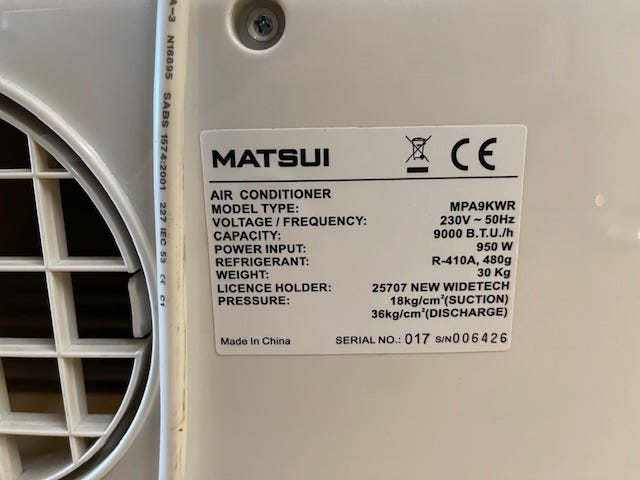 A-3 N18895 SABS 1574:2001 227 IEC 53
MATSUI
CE
AIR CONDITIONER
MODEL TYPE: MPA9KWR
VOLTAGE / FREQUENCY: 230V ~ 50Hz
CAPACITY: 9000 B.T.U./h
POWER INPUT: 950 W
REFRIGERANT: R-410A, 480g
WEIGHT: 30 Kg
LICENCE HOLDER: 25707 NEW WIDETECH
PRESSURE: 18kg/cm²(SUCTION)
36kg/cm²(DISCHARGE)
Made In China SERIAL NO.: 017 S/N006426